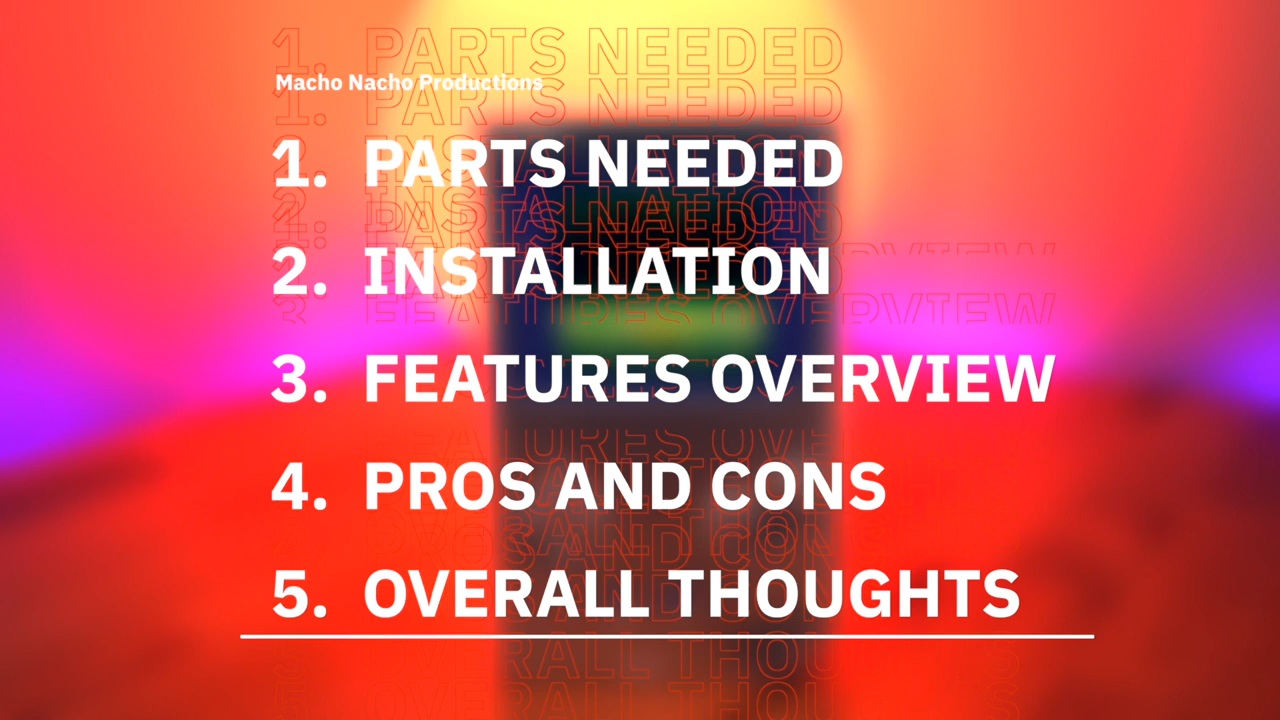 Macho Nacho Productions
1. PARTS NEEDED
2. INSTALLATION
3. FEATURES OVERVIEW
4. PROS AND CONS
5. OVERALL THOUGHTS